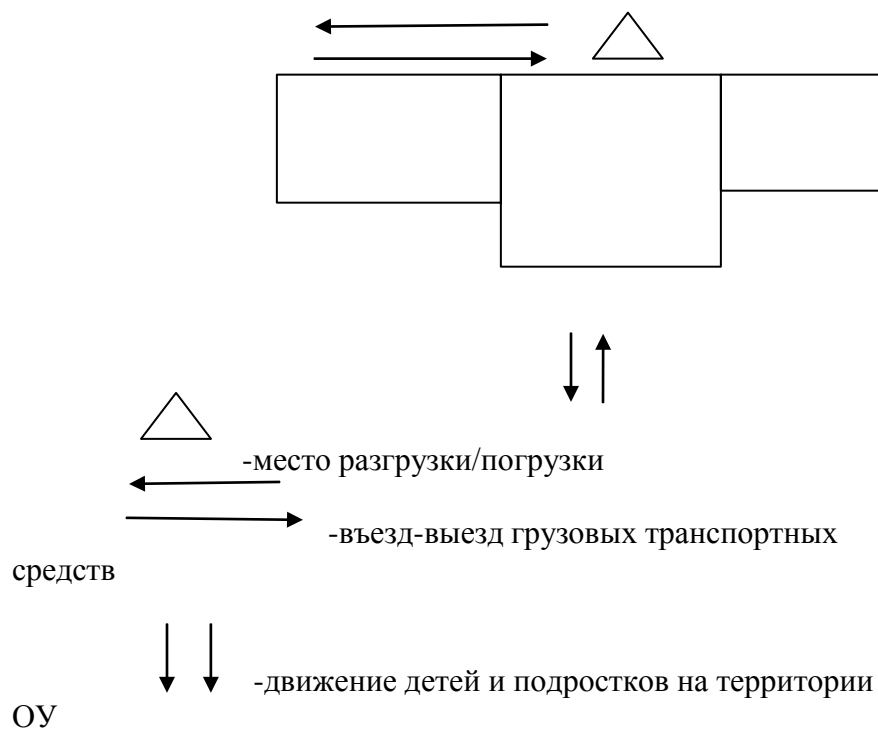 -место разгрузки/погрузки
-въезд-выезд грузовых транспортных
средств
-движение детей и подростков на территории
ОУ